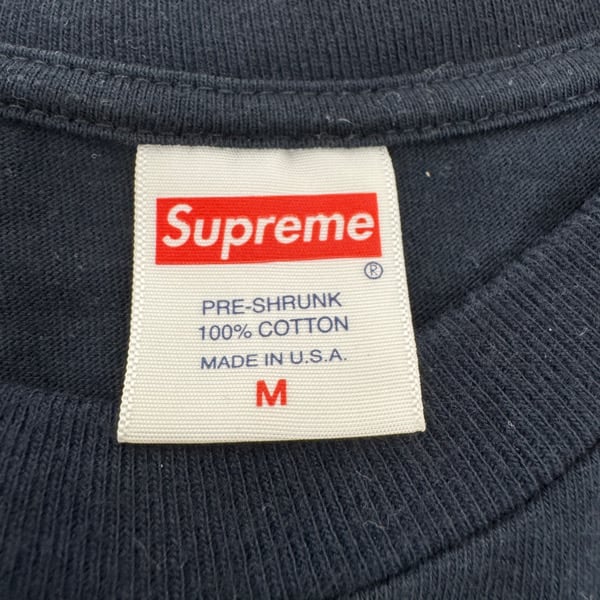 Supreme
®
PRE-SHRUNK
100% COTTON
MADE IN U.S.A.
M